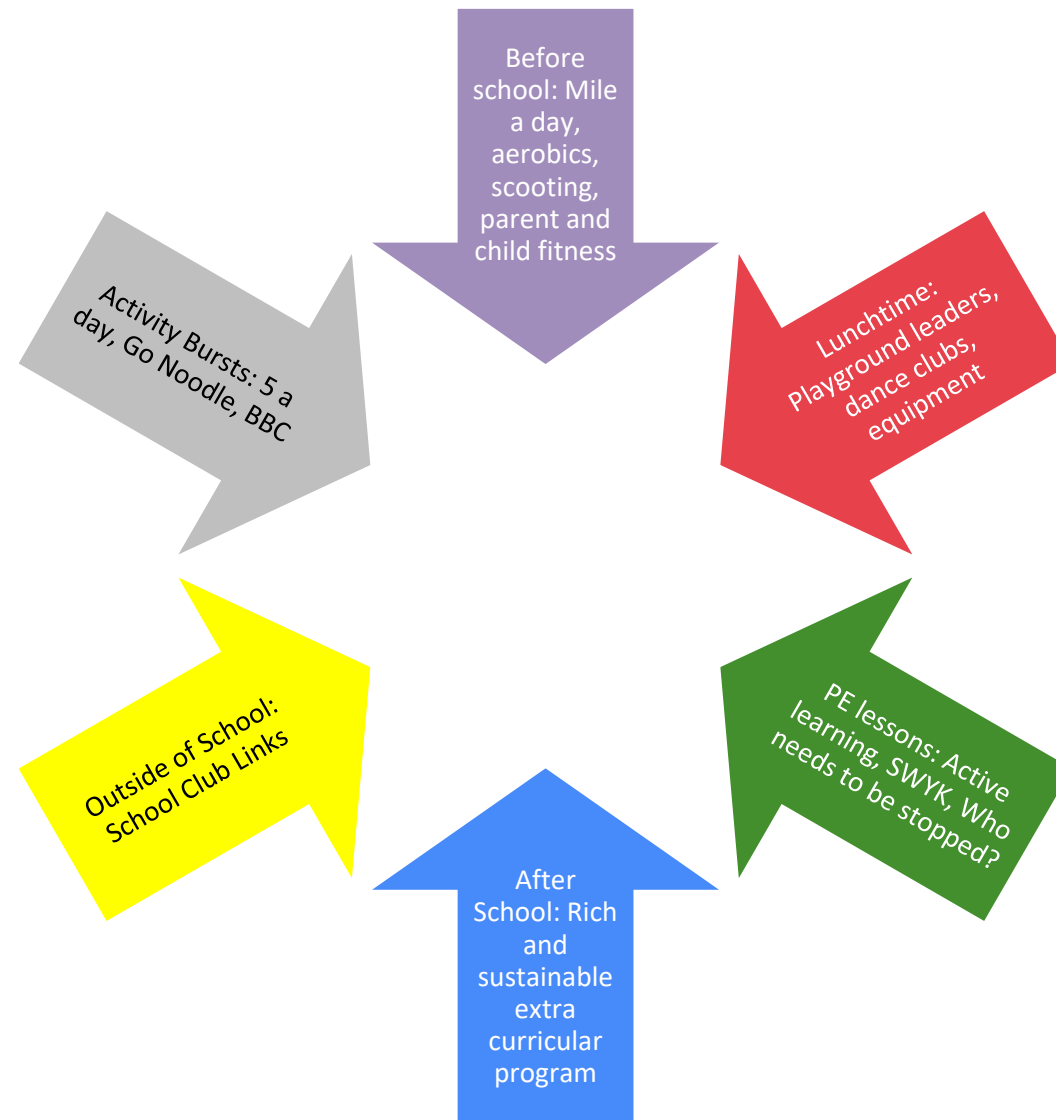 Before
school: Mile
a day,
aerobics,
scooting,
parent and
child fitness
Lunchtime:
Playground leaders,
dance clubs,
equipment
PE lessons: Active
learning, SWYK, Who
needs to be stopped?
After
School: Rich
and
sustainable
extra
curricular
program
Outside of School:
School Club Links
Activity Bursts: 5 a
day, Go Noodle, BBC